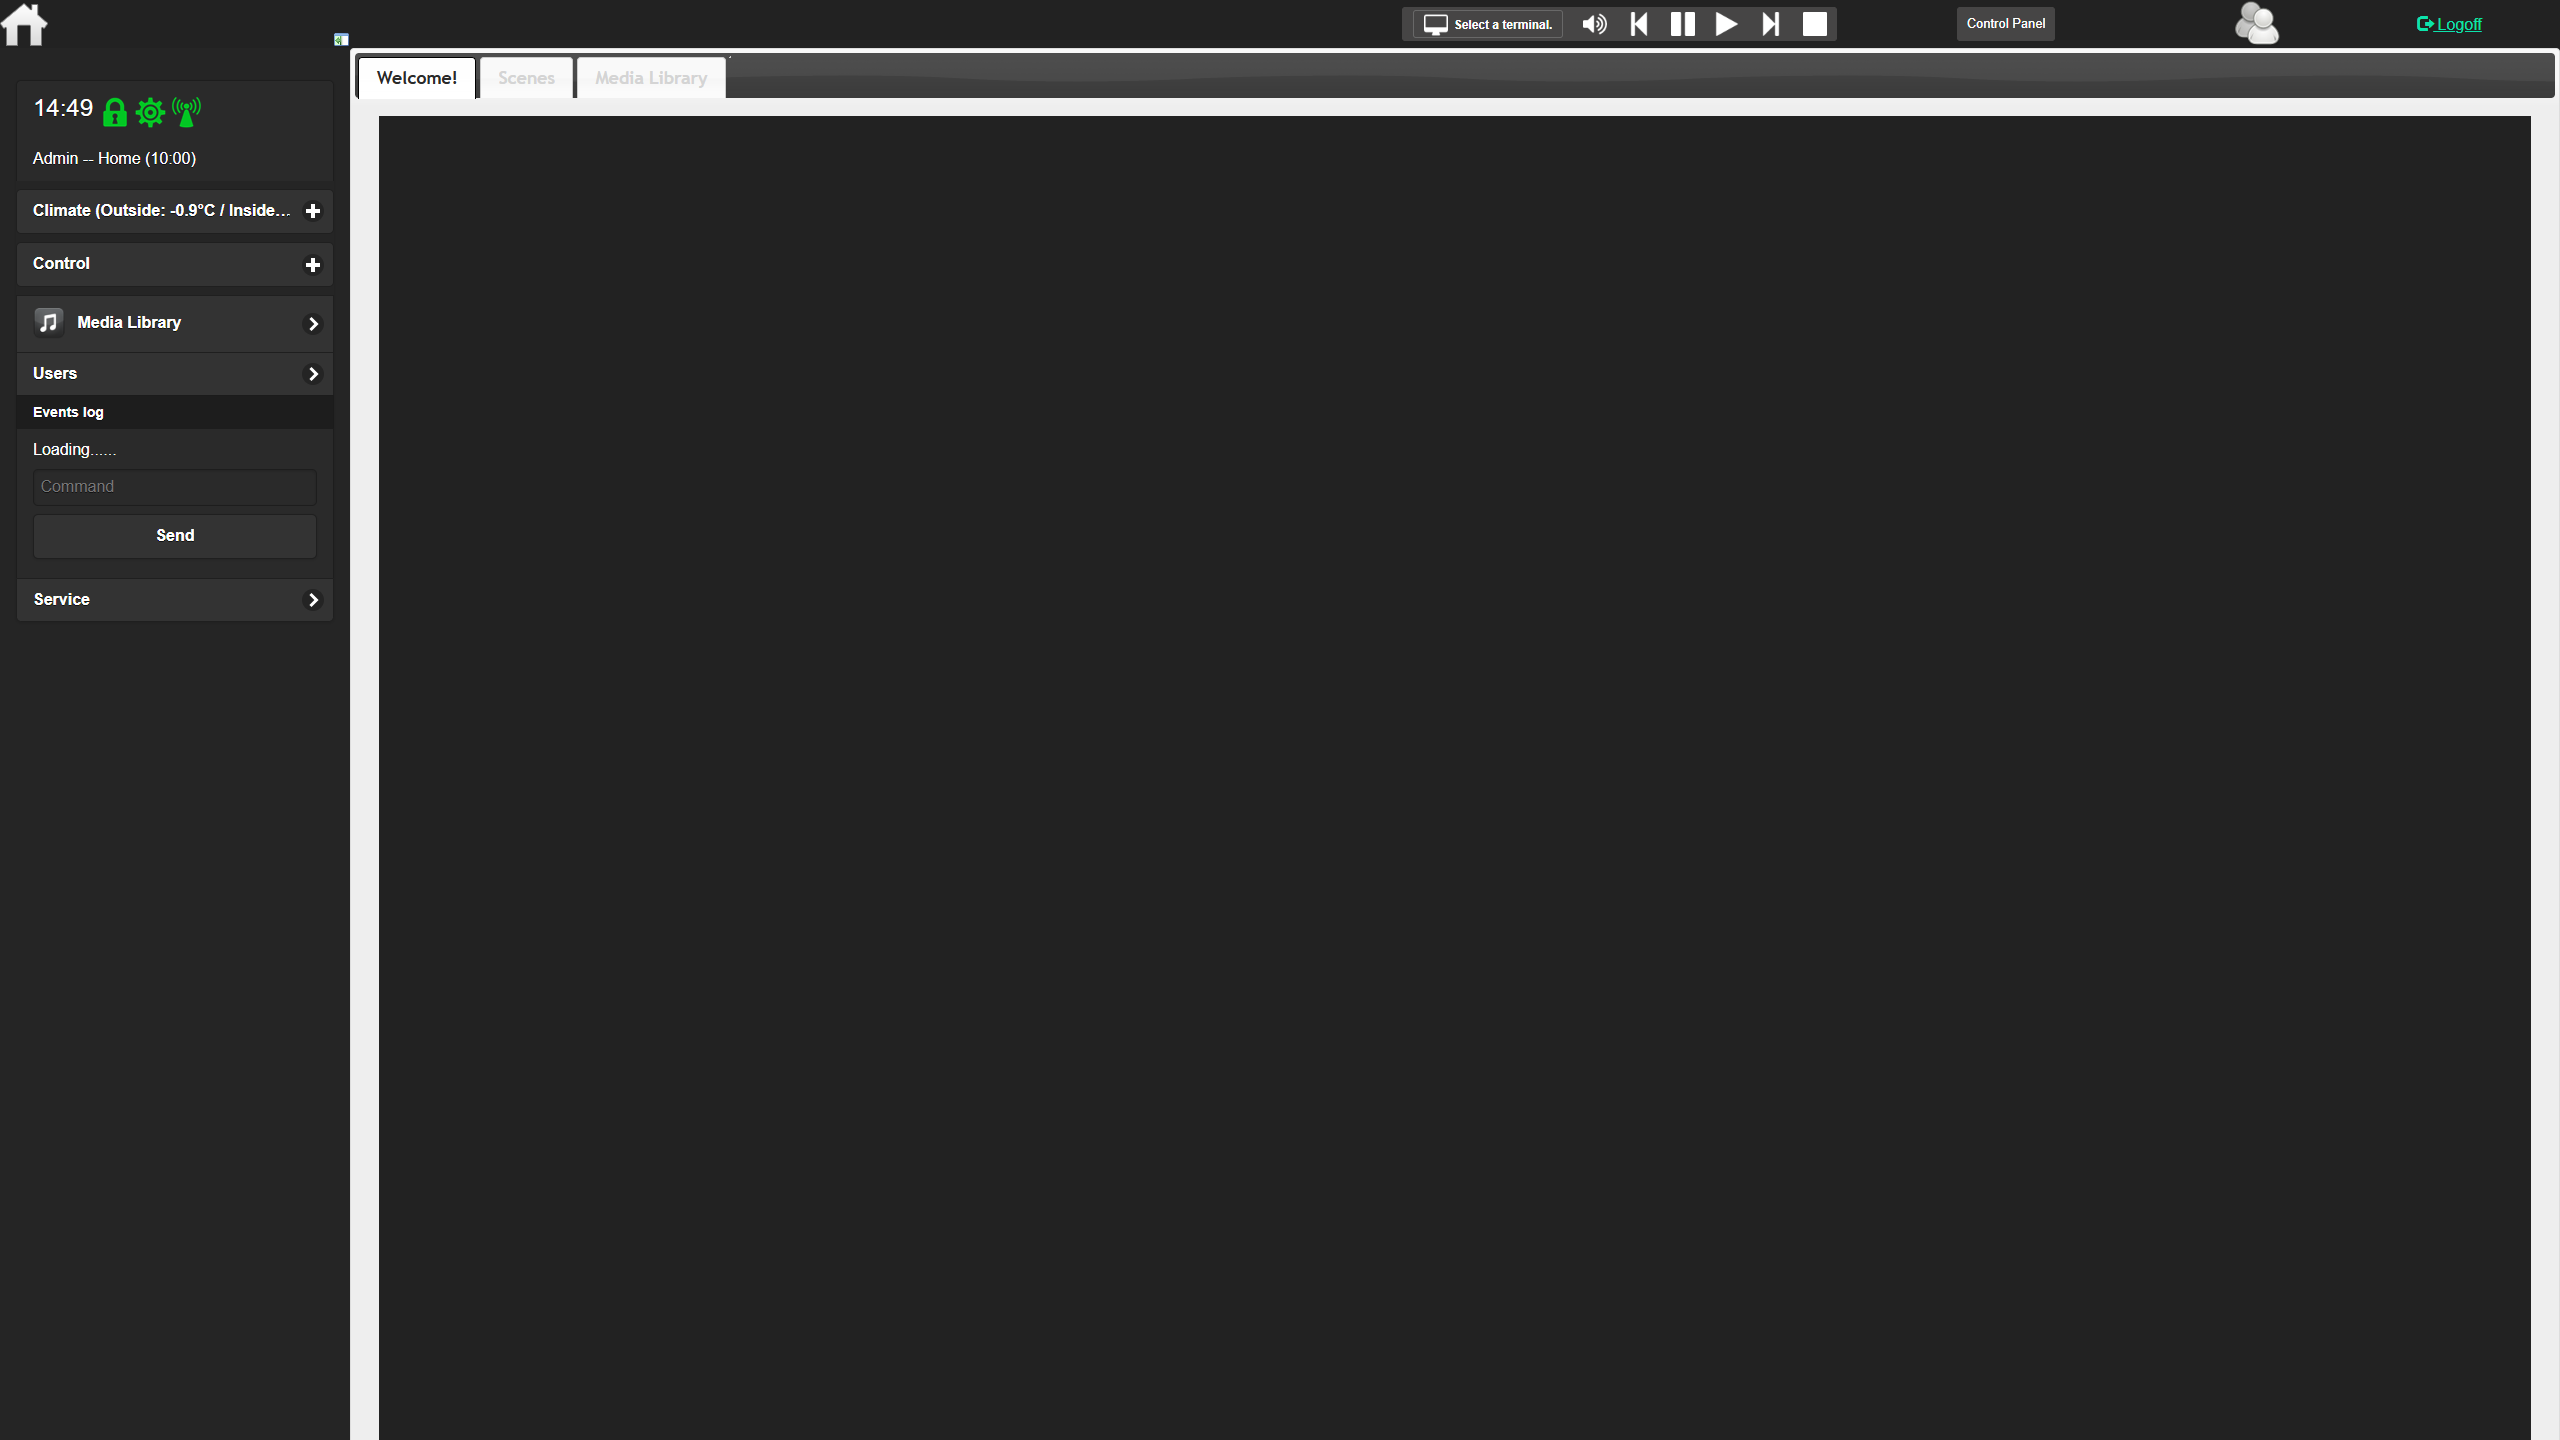 Select a terminal.
Control Panel
Logoff
Welcome!
Scenes
Media Library
14:49
Admin -- Home (10:00)
Climate (Outside: -0.9°C / Inside...
Control
Media Library
Users
Events log
Loading......
Command
Send
Service